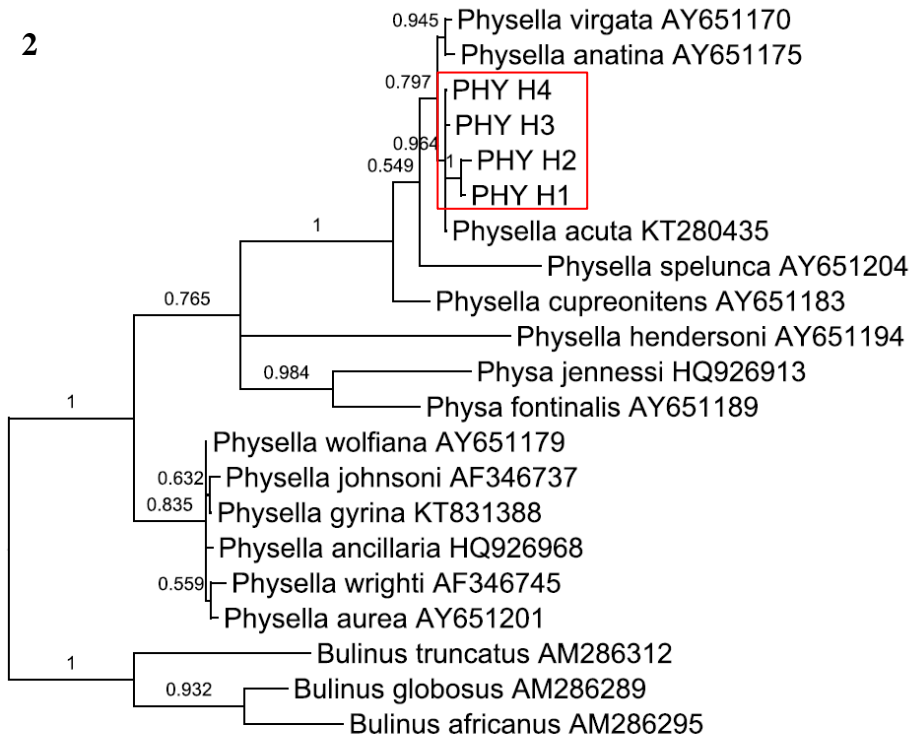 2
0.945
Physella virgata AY651170
Physella anatina AY651175
0.797
PHY H4
PHY H3
0.964
1
PHY H2
0.549
PHY H1
Physella acuta KT280435
1
Physella spelunca AY651204
0.765
Physella cupreonitens AY651183
Physella hendersoni AY651194
0.984
Physa jennessi HQ926913
1
Physa fontinalis AY651189
Physella wolfiana AY651179
0.632
Physella johnsoni AF346737
0.835
Physella gyrina KT831388
Physella ancillaria HQ926968
0.559
Physella wrighti AF346745
Physella aurea AY651201
1
Bulinus truncatus AM286312
0.932
Bulinus globosus AM286289
Bulinus africanus AM286295